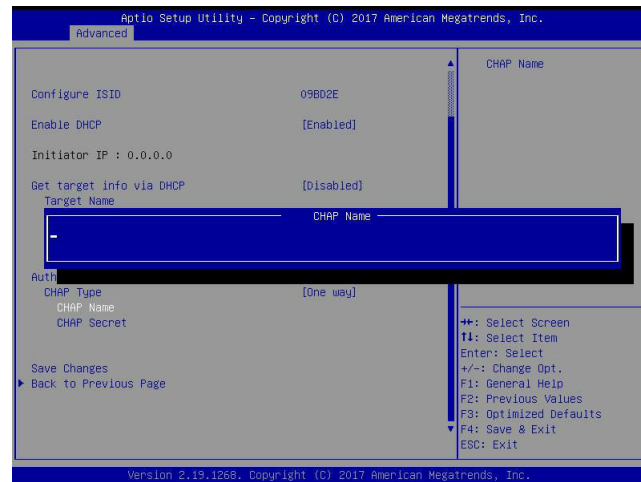 Aptio Setup Utility – Copyright (C) 2017 American Megatrends, Inc.
Advanced
CHAP Name
Configure ISID 09BD2E
Enable DHCP [Enabled]
Initiator IP : 0.0.0.0
Get target info via DHCP [Disabled]
Target Name
CHAP Name
Auth
CHAP Type [One way]
CHAP Name
CHAP Secret
Save Changes
Back to Previous Page
→←: Select Screen
↑↓: Select Item
Enter: Select
+/-: Change Opt.
F1: General Help
F2: Previous Values
F3: Optimized Defaults
F4: Save & Exit
ESC: Exit
Version 2.19.1268. Copyright (C) 2017 American Megatrends, Inc.